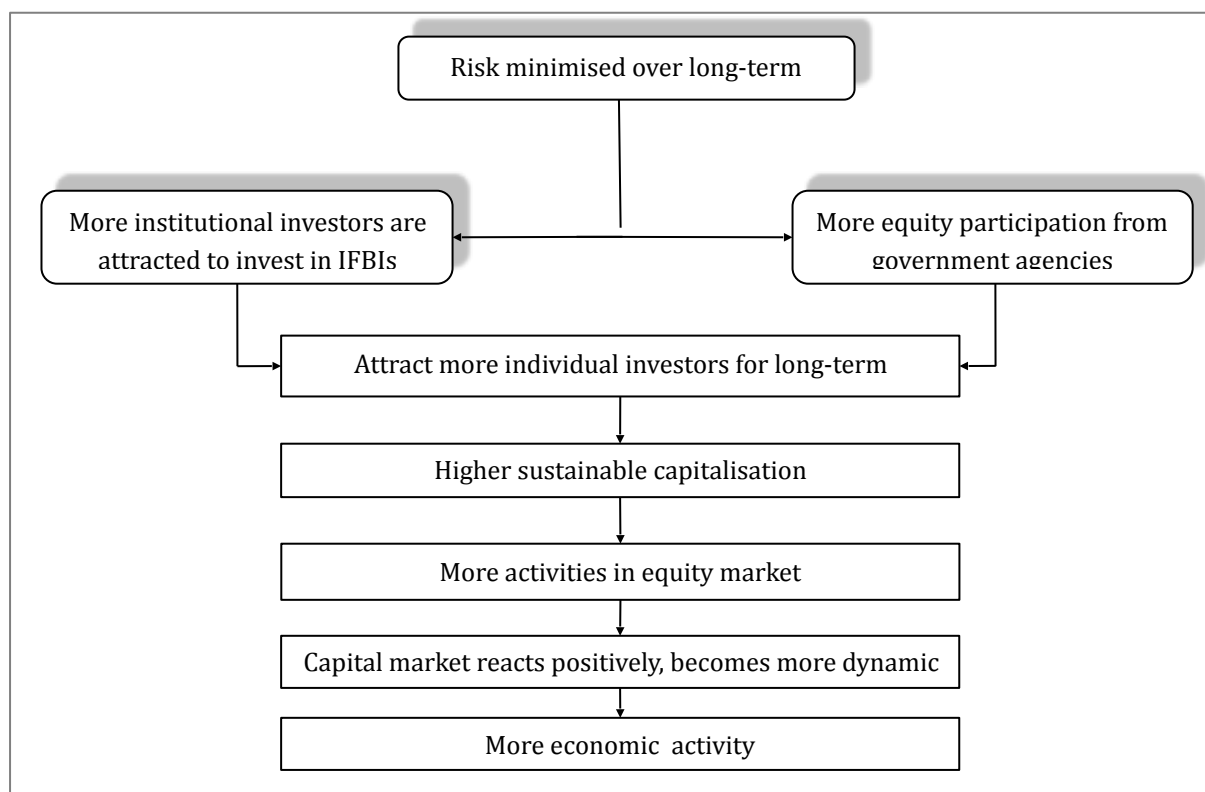 Risk minimised over long-term
More institutional investors are
attracted to invest in IFBIs
More equity participation from
government agencies
Attract more individual investors for long-term
Higher sustainable capitalisation
More activities in equity market
Capital market reacts positively, becomes more dynamic
More economic activity